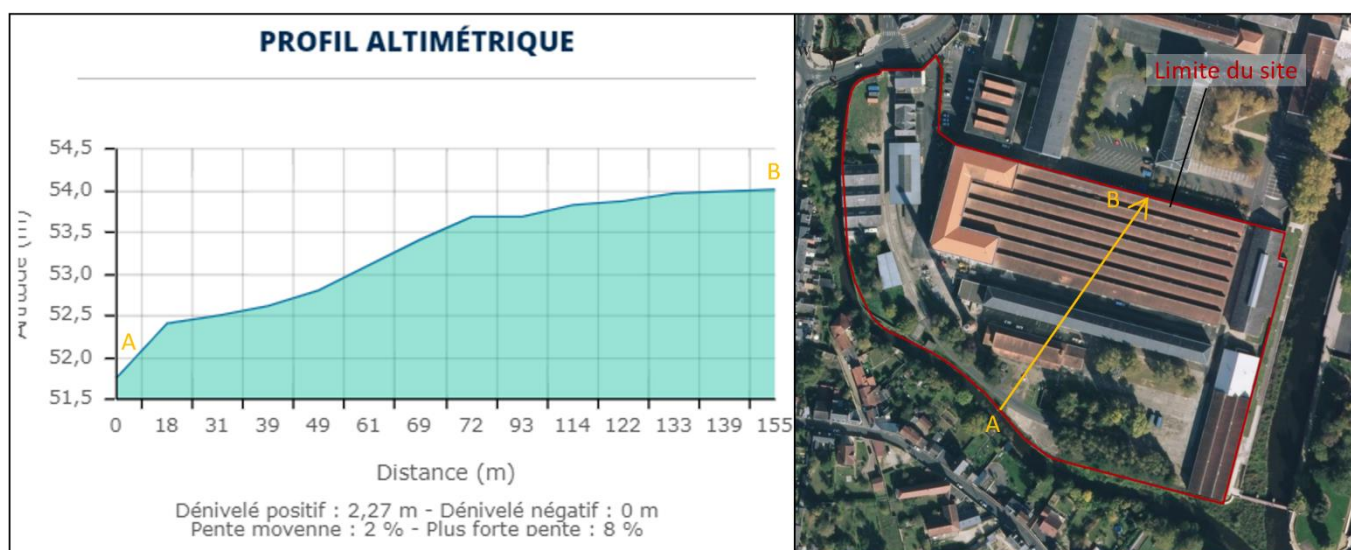 PROFIL ALTIMÉTRIQUE
54,5
54,0
53,5
53,0
52,5
52,0
51,5
Altitude (m)
A
B
0 18 31 39 49 61 69 72 93 114 122 133 139 155
Distance (m)
Dénivelé positif : 2,27 m - Dénivelé négatif : 0 m
Pente moyenne : 2 % - Plus forte pente : 8 %
Limite du site
B
A